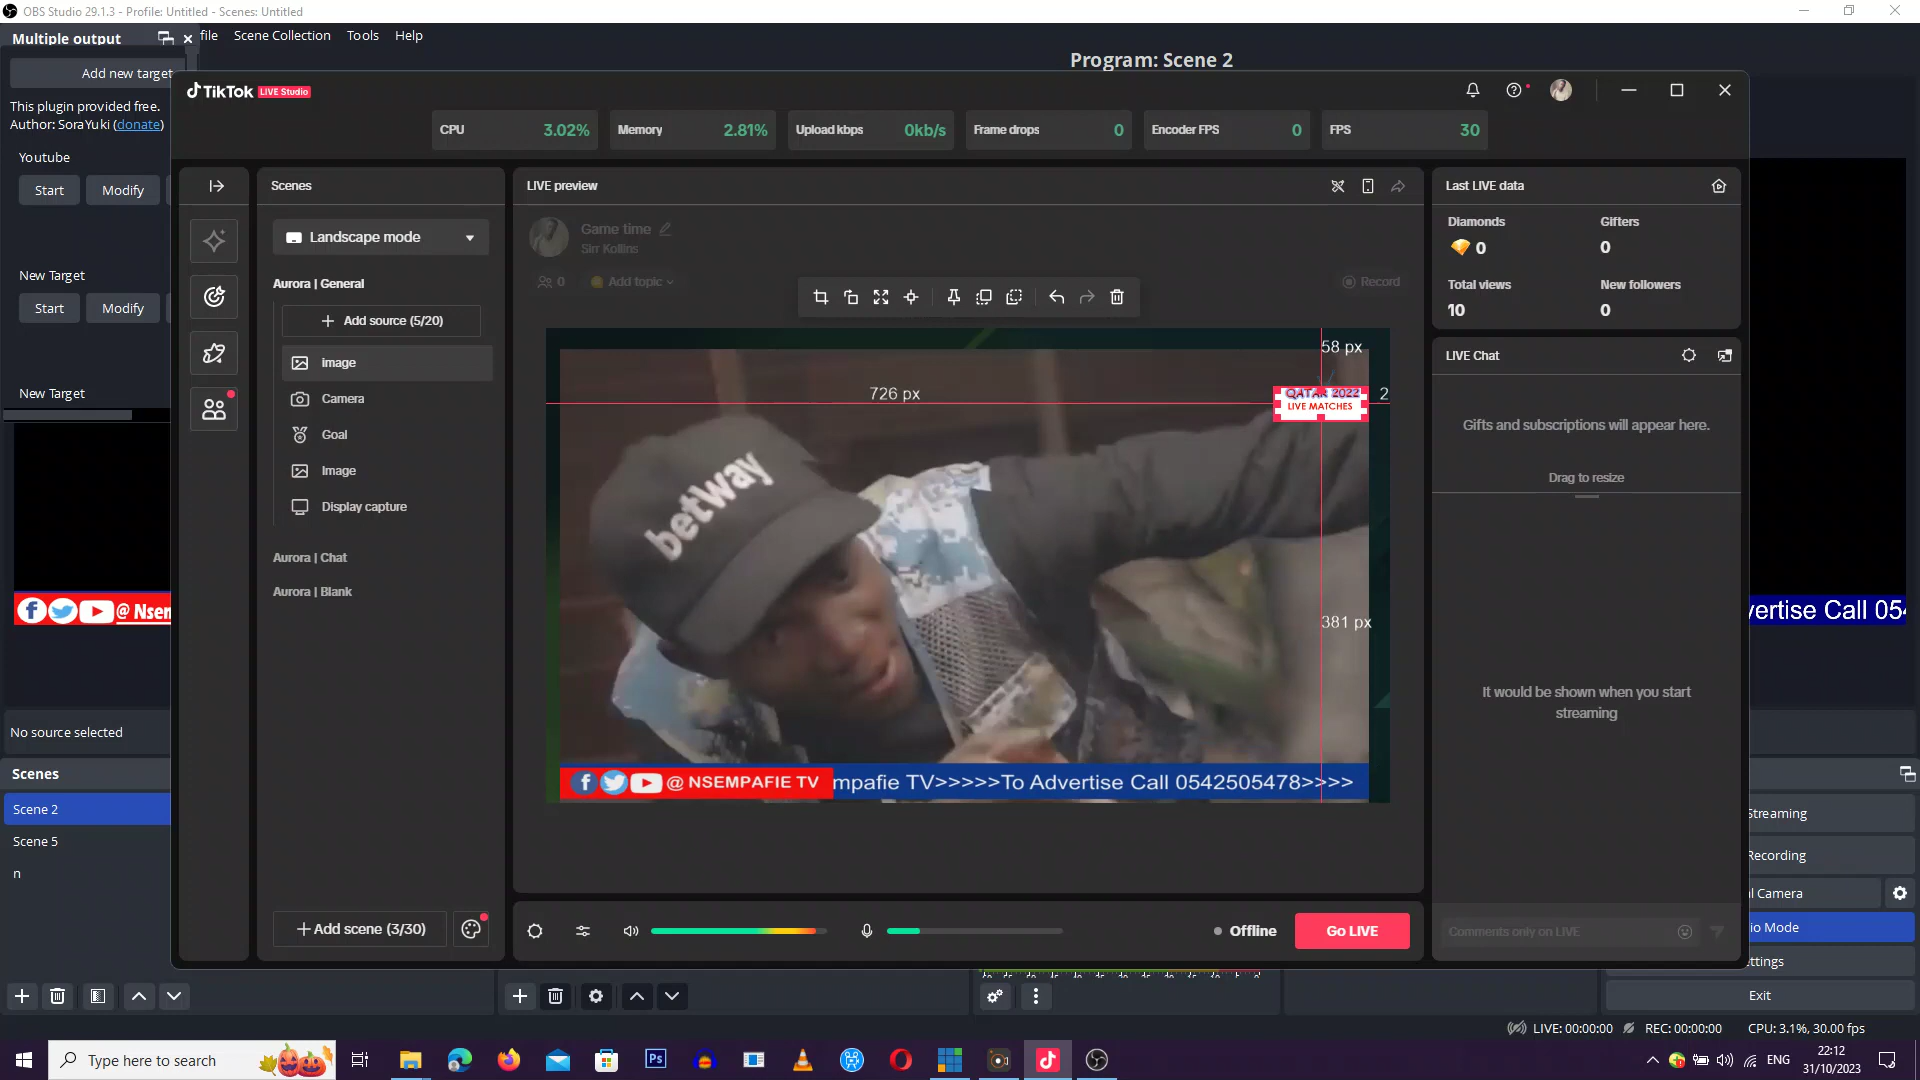 OBS Studio 29.1.3 - Profile: Untitled - Scenes: Untitled
Multiple output
file
Scene Collection
Tools
Help
Program: Scene 2
Add new target
This plugin provided free.
Author: SoraYuki (donate)
Youtube
Start
Modify
New Target
Start
Modify
New Target
TikTok LIVE Studio
CPU 3.02%
Memory 2.81%
Upload kbps 0kb/s
Frame drops 0
Encoder FPS 0
FPS 30
Scenes
Landscape mode
Aurora | General
Add source (5/20)
image
Camera
Goal
Image
Display capture
Aurora | Chat
Aurora | Blank
Add scene (3/30)
LIVE preview
Game time
Sirr Kollins
0
Add topic
Record
58 px
726 px
2
QATAR 2022
LIVE MATCHES
betway
381 px
@ NSEMPAFIE TV
mpafie TV>>>>>To Advertise Call 0542505478>>>>
Offline
Go LIVE
Last LIVE data
Diamonds
0
Gifters
0
Total views
10
New followers
0
LIVE Chat
Gifts and subscriptions will appear here.
Drag to resize
It would be shown when you start
streaming
Comments only on LIVE
@ Nsem
vertise Call 054
No source selected
Scenes
Scene 2
Scene 5
n
Streaming
Recording
l Camera
io Mode
ettings
Exit
LIVE: 00:00:00
REC: 00:00:00
CPU: 3.1%, 30.00 fps
Type here to search
Ps
ENG
22:12
31/10/2023